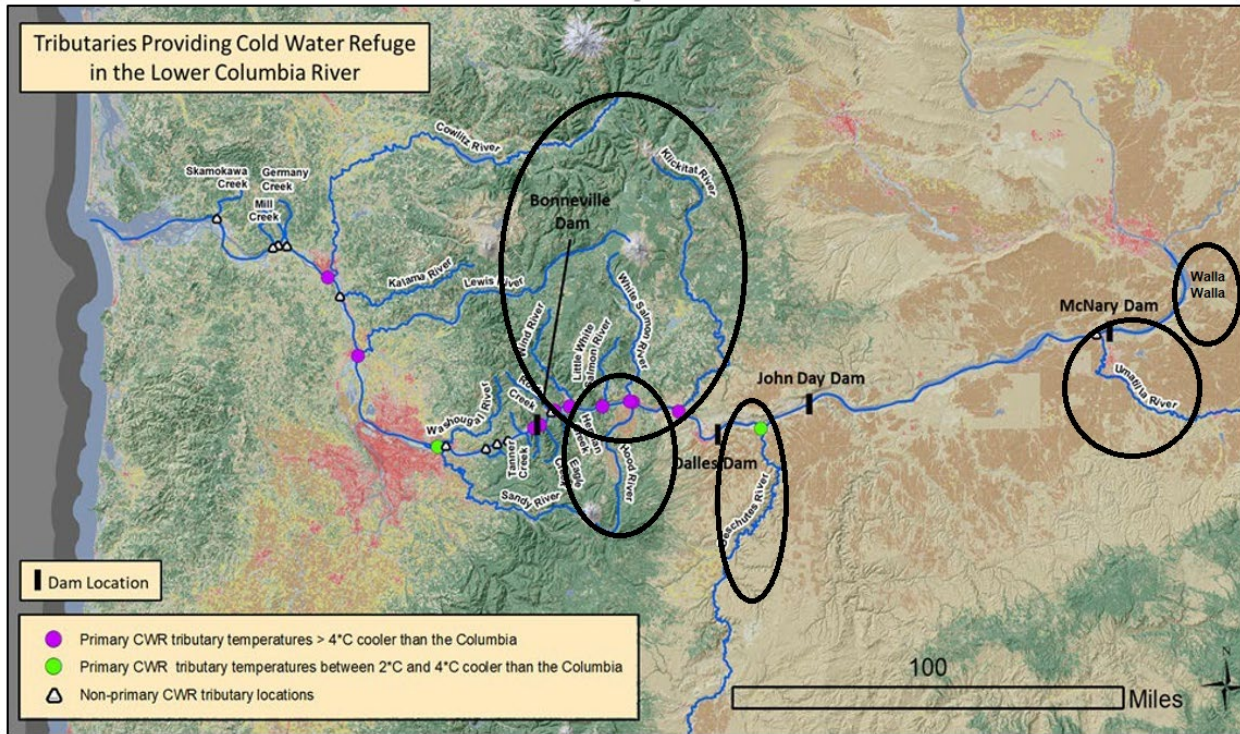 Tributaries Providing Cold Water Refuge
in the Lower Columbia River
Cowlitz River
Skamokawa
Creek
Germany
Creek
Mill
Creek
Klickitat River
Bonneville
Dam
Kalama River
Lewis River
White Salmon River
Wind River
Little White
Salmon River
Walla
Walla
McNary Dam
Umatilla River
John Day Dam
Washougal River
Creek
Tanner
Creek
Eagle
Creek
Creek
Hood River
Dalles Dam
Sandy River
Deschutes River
Dam Location
Primary CWR tributary temperatures > 4°C cooler than the Columbia
Primary CWR tributary temperatures between 2°C and 4°C cooler than the Columbia
Non-primary CWR tributary locations
100
Miles
N